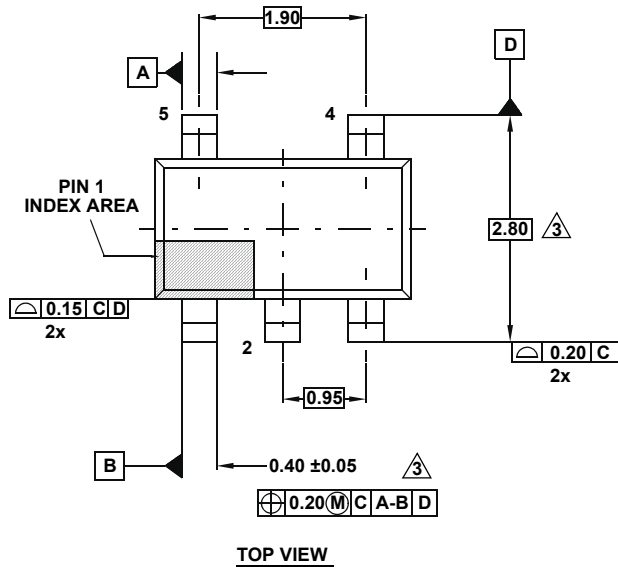 1.90
A
D
5
4
PIN 1
INDEX AREA
2.80
3
⌓ 0.15 C D
2x
2
⌓ 0.20 C
2x
0.95
B
0.40 ±0.05
3
⌖ 0.20 Ⓜ C A-B D
TOP VIEW